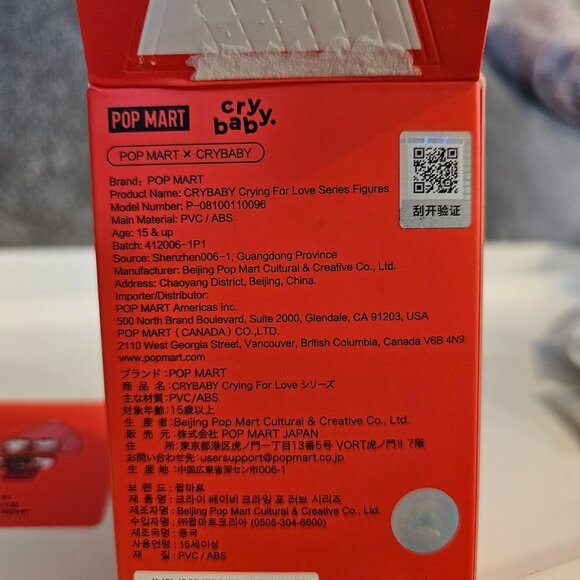 POP MART
cry
baby.
POP MART × CRYBABY
刮开验证
Brand: POP MART
Product Name: CRYBABY Crying For Love Series Figures
Model Number: P-08100110096
Main Material: PVC / ABS
Age: 15 & up
Batch: 412006-1P1
Source: Shenzhen006-1, Guangdong Province
Manufacturer: Beijing Pop Mart Cultural & Creative Co., Ltd.
Address: Chaoyang District, Beijing, China.
Importer/Distributor:
POP MART Americas Inc.
500 North Brand Boulevard, Suite 2000, Glendale, CA 91203, USA
POP MART (CANADA) CO.,LTD.
2110 West Georgia Street, Vancouver, British Columbia, Canada V6B 4N9
www.popmart.com
ブランド: POP MART
商品名: CRYBABY Crying For Love シリーズ
主な材質: PVC/ABS
対象年齢: 15歳以上
生産者: Beijing Pop Mart Cultural & Creative Co., Ltd.
販売元: 株式会社 POP MART JAPAN
住所: 東京都港区虎ノ門一丁目13番5号 VORT虎ノ門II 7階
お問い合わせ先: usersupport@popmart.co.jp
生産地: 中国広東省深セン市006-1
브랜드: 팝마트
제품명: 크라이 베이비 크라잉 포 러브 시리즈
제조자명: Beijing Pop Mart Cultural & Creative Co., Ltd.
수입자명: ㈜팝마트코리아 (0505-304-6600)
제조국명: 중국
사용연령: 15세이상
재질: PVC / ABS